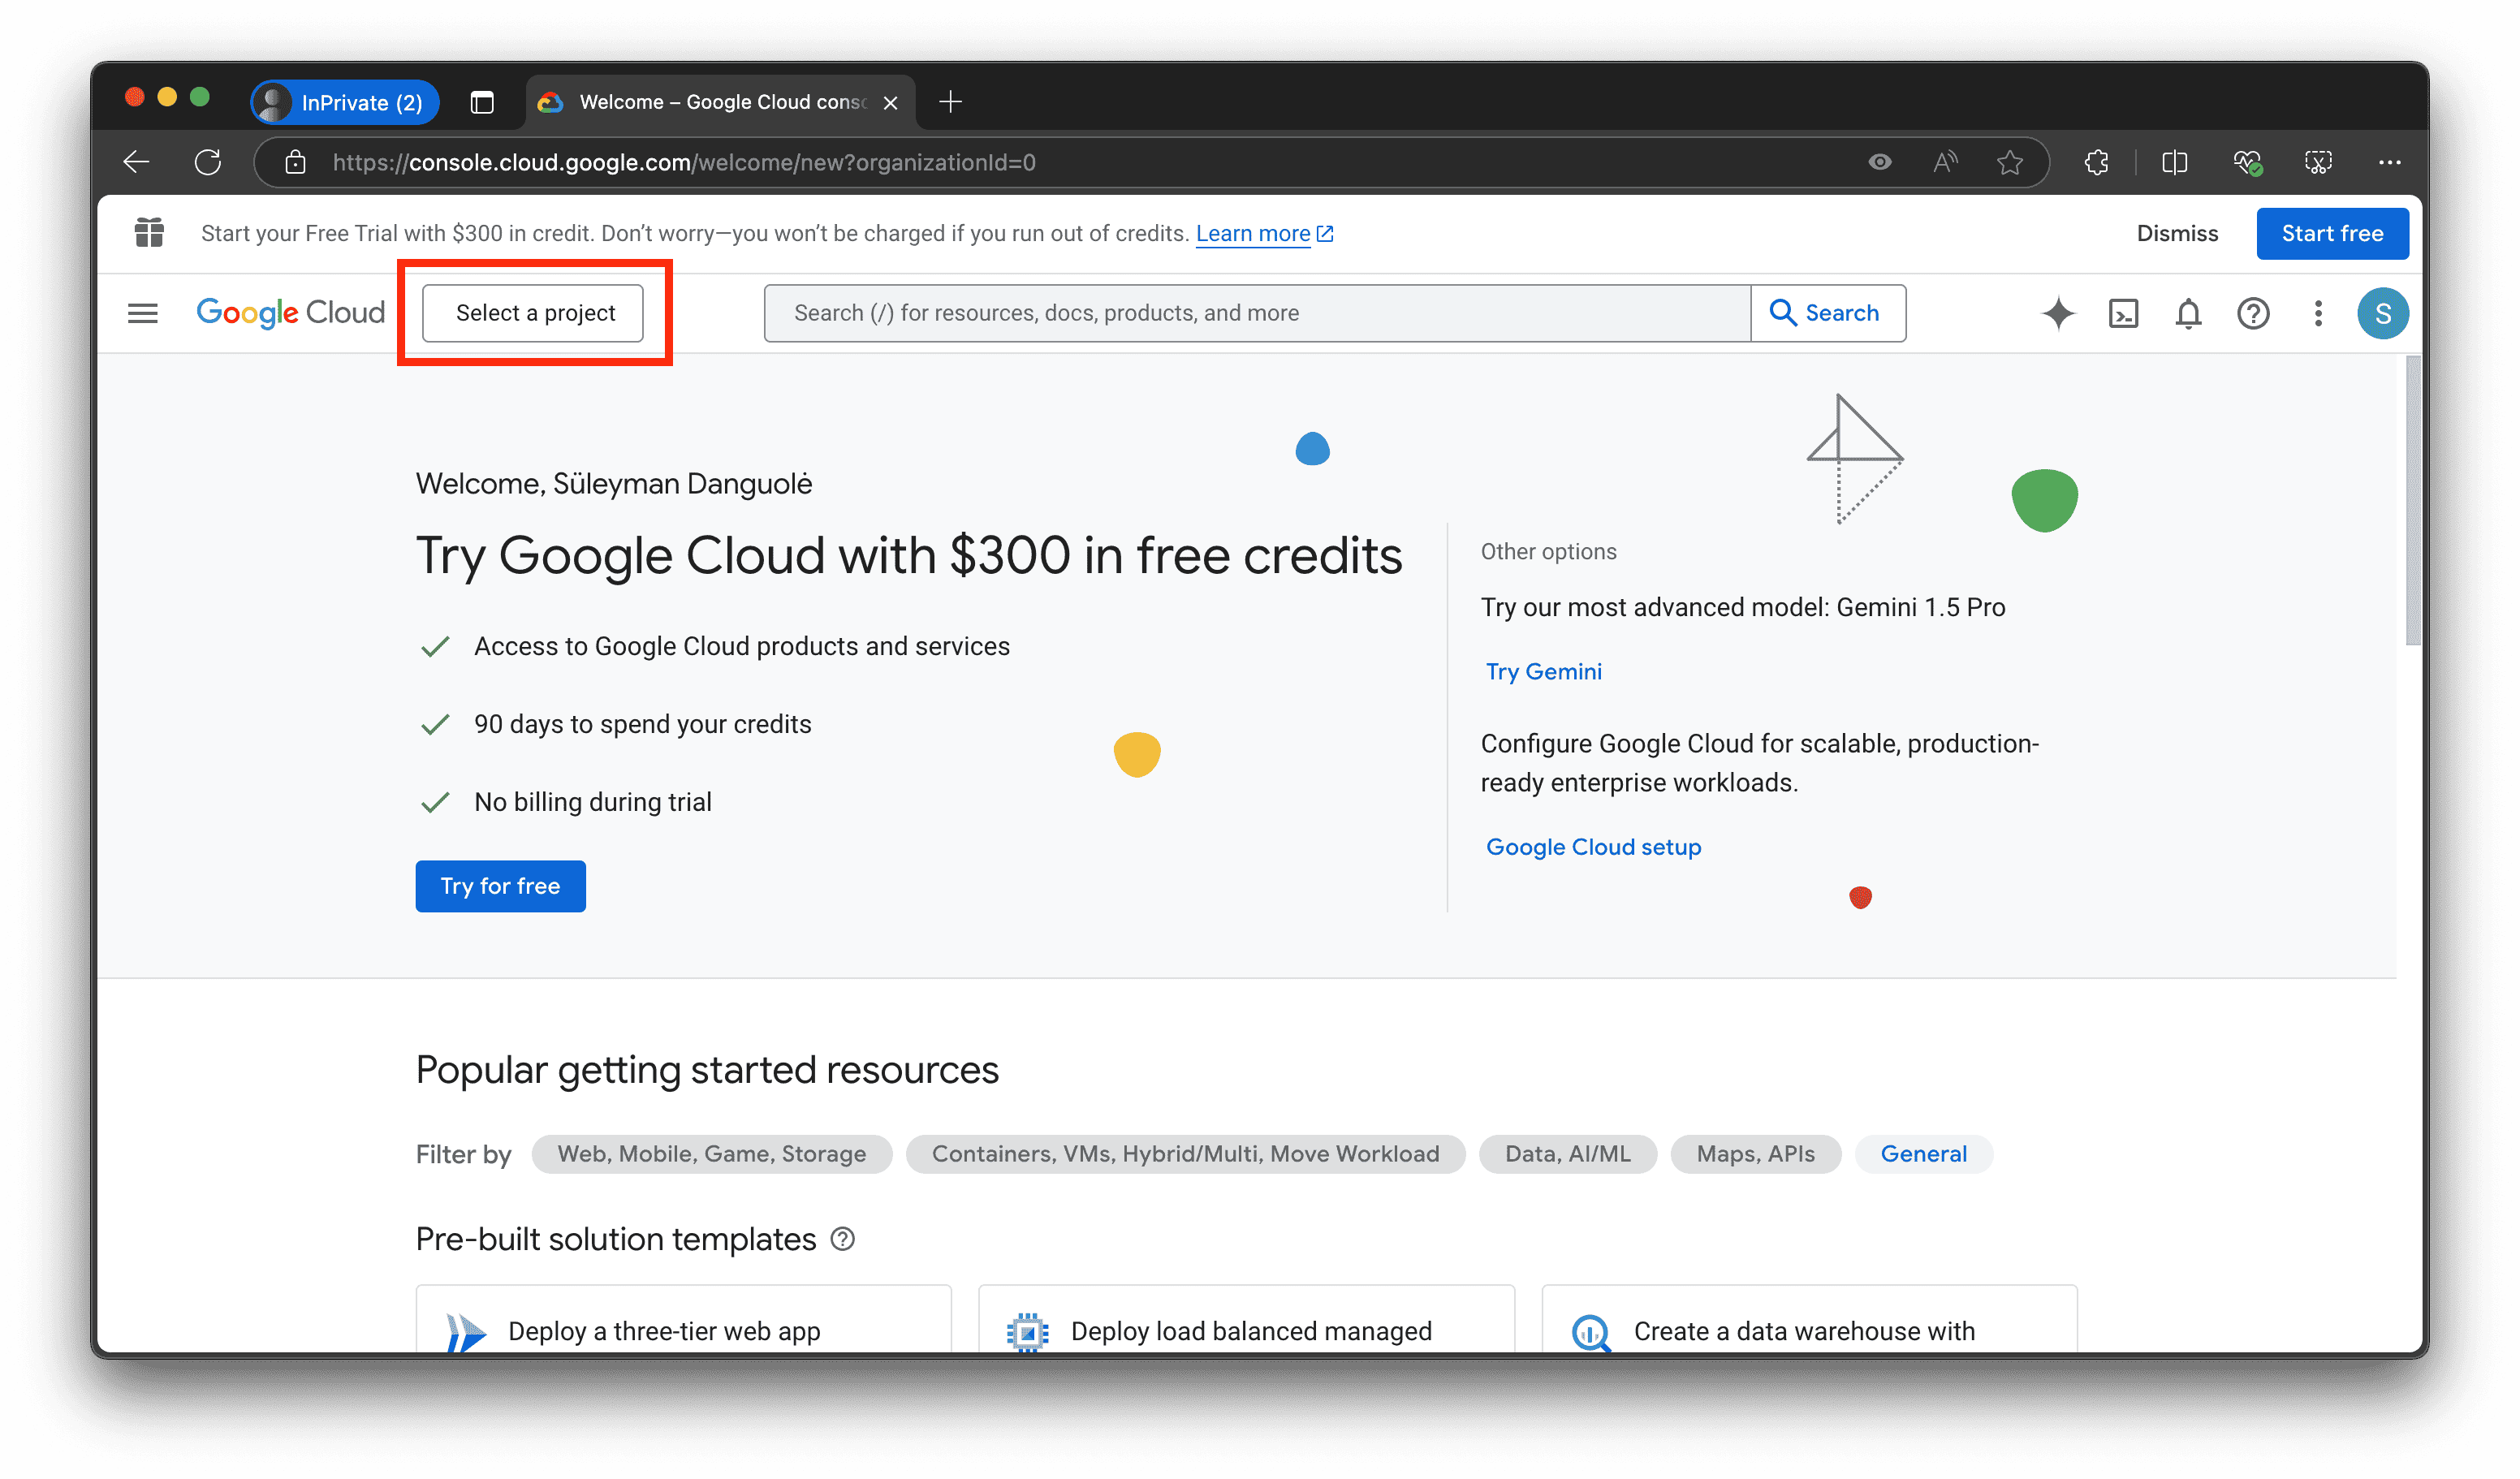 InPrivate (2)
Welcome – Google Cloud conso
https://console.cloud.google.com/welcome/new?organizationId=0
Start your Free Trial with $300 in credit. Don’t worry—you won’t be charged if you run out of credits. Learn more
Dismiss
Start free
Google Cloud
Select a project
Search (/) for resources, docs, products, and more
Search
S
Welcome, Süleyman Danguolė
Try Google Cloud with $300 in free credits
Access to Google Cloud products and services
90 days to spend your credits
No billing during trial
Try for free
Other options
Try our most advanced model: Gemini 1.5 Pro
Try Gemini
Configure Google Cloud for scalable, production-
ready enterprise workloads.
Google Cloud setup
Popular getting started resources
Filter by
Web, Mobile, Game, Storage
Containers, VMs, Hybrid/Multi, Move Workload
Data, AI/ML
Maps, APIs
General
Pre-built solution templates
Deploy a three-tier web app
Deploy load balanced managed
Create a data warehouse with